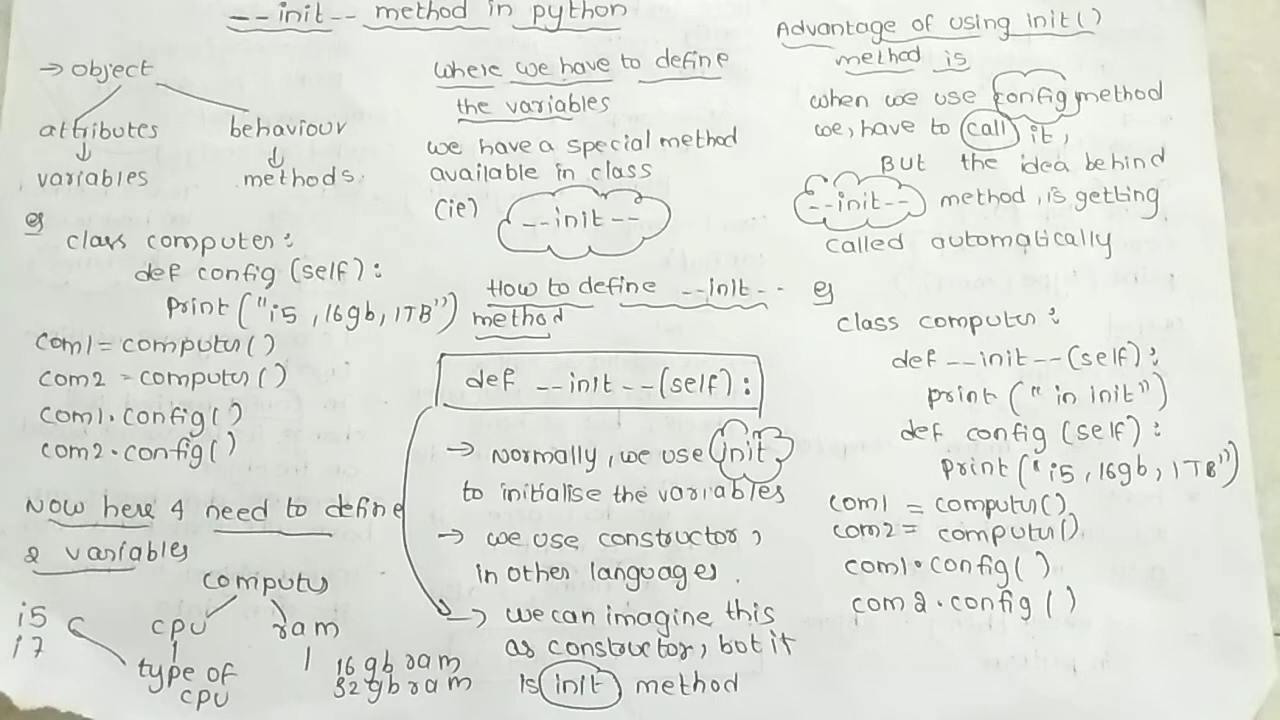 --init-- method in python
→ object
attributes behaviour
↓ ↓
variables methods.
eg
class computer:
def config (self):
print ("i5, 16gb, 1TB")
com1 = computer()
com2 = computer()
com1.config()
com2.config()
Now here I need to define
2 variables
computer
i5
i7
cpu ram
type of
cpu
16 gb ram
32 gb ram
where we have to define
the variables
we have a special method
available in class
(ie) --init--
How to define --init--
method
def --init--(self):
→ Normally, we use init
to initialise the variables
→ we use constructor,
in other languages.
→ we can imagine this
as constructor, but it
is init method
Advantage of using init()
method is
when we use config method
we, have to call it,
But the idea behind
--init-- method, is getting
called automatically
eg
class computer:
def --init--(self):
print ("in init")
def config (self):
print ("i5, 16gb, 1TB")
com1 = computer()
com2 = computer()
com1.config()
com2.config()